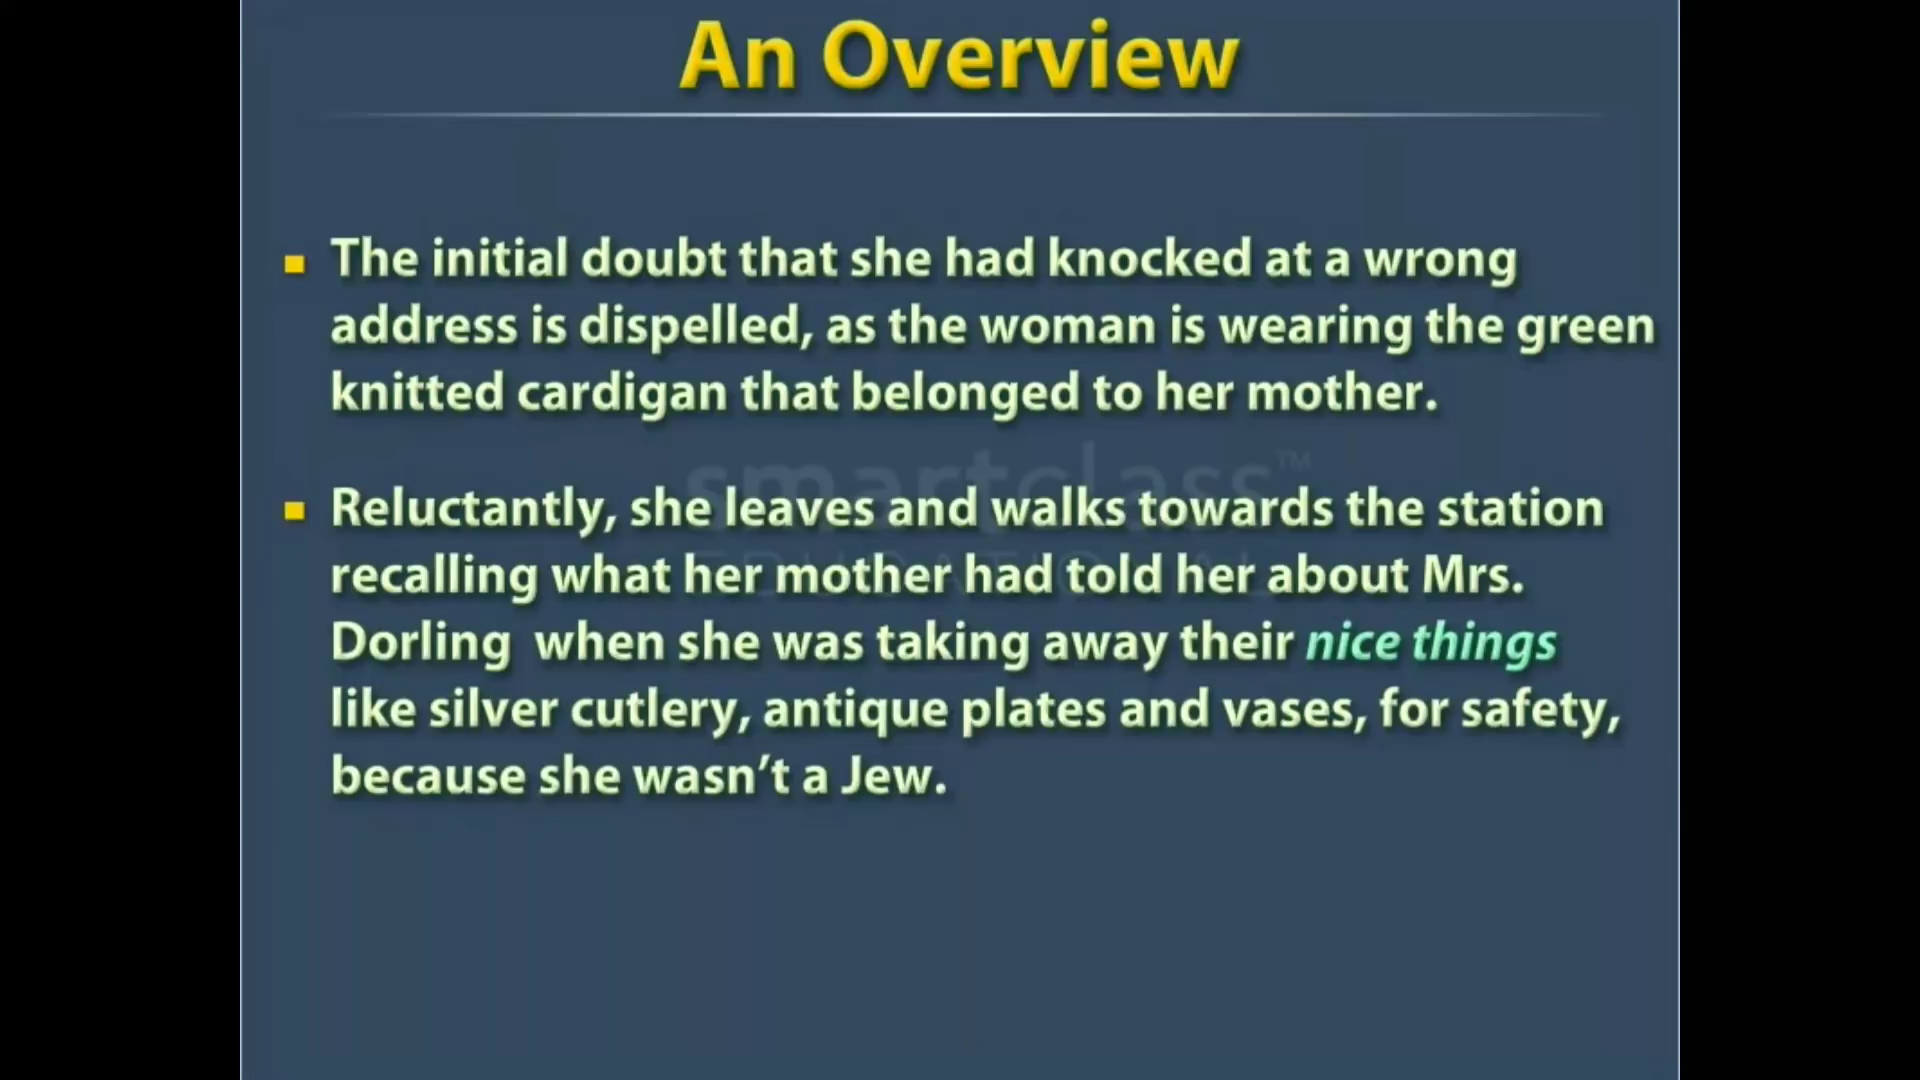 An Overview
The initial doubt that she had knocked at a wrong
address is dispelled, as the woman is wearing the green
knitted cardigan that belonged to her mother.
smartclass™
EDUCATIONAL
Reluctantly, she leaves and walks towards the station
recalling what her mother had told her about Mrs.
Dorling when she was taking away their nice things
like silver cutlery, antique plates and vases, for safety,
because she wasn't a Jew.